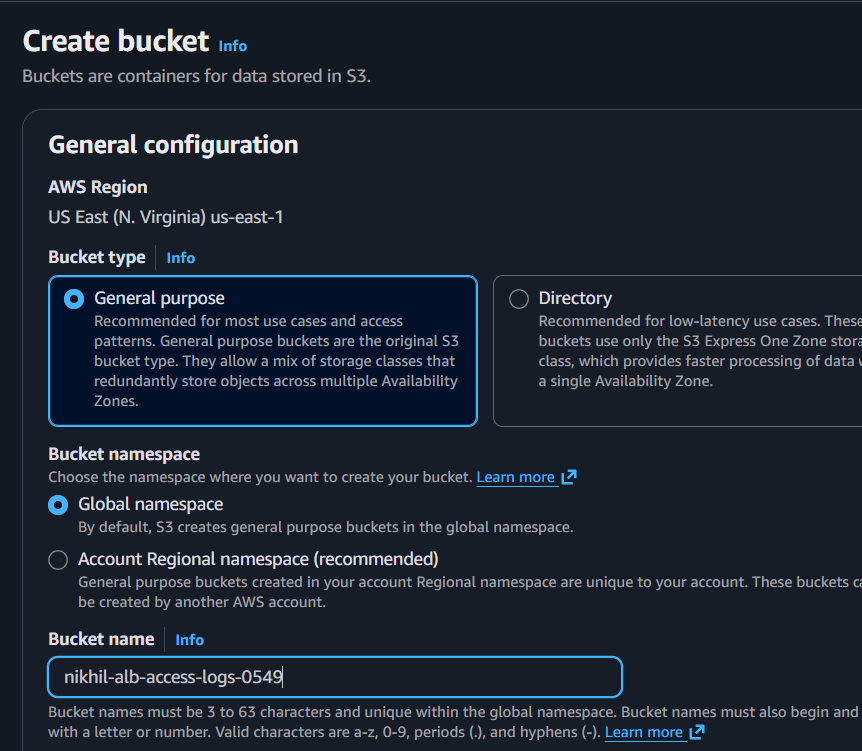 Create bucket Info
Buckets are containers for data stored in S3.
General configuration
AWS Region
US East (N. Virginia) us-east-1
Bucket type Info
General purpose
Recommended for most use cases and access
patterns. General purpose buckets are the original S3
bucket type. They allow a mix of storage classes that
redundantly store objects across multiple Availability
Zones.
Directory
Recommended for low-latency use cases. These
buckets use only the S3 Express One Zone stora
class, which provides faster processing of data w
a single Availability Zone.
Bucket namespace
Choose the namespace where you want to create your bucket. Learn more
Global namespace
By default, S3 creates general purpose buckets in the global namespace.
Account Regional namespace (recommended)
General purpose buckets created in your account Regional namespace are unique to your account. These buckets ca
be created by another AWS account.
Bucket name Info
nikhil-alb-access-logs-0549
Bucket names must be 3 to 63 characters and unique within the global namespace. Bucket names must also begin and
with a letter or number. Valid characters are a-z, 0-9, periods (.), and hyphens (-). Learn more